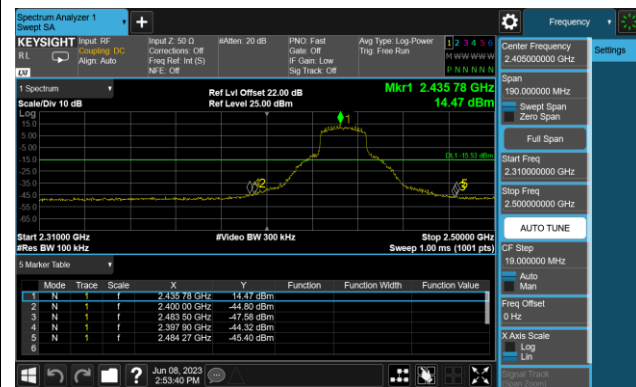 Spectrum Analyzer 1
Swept SA
+
Frequency
KEYSIGHT
RL
LXI
Input: RF
Coupling: DC
Align: Auto
Input Z: 50 Ω
Corrections: Off
Freq Ref: Int (S)
NFE: Off
#Atten: 20 dB
PNO: Fast
Gate: Off
IF Gain: Low
Sig Track: Off
Avg Type: Log-Power
Trig: Free Run
1 2 3 4 5 6
M W W W W W
P N N N N N
1 Spectrum
Scale/Div 10 dB
Log
Ref Lvl Offset 22.00 dB
Ref Level 25.00 dBm
Mkr1 2.435 78 GHz
14.47 dBm
15.0
5.00
-5.00
-15.0
-25.0
-35.0
-45.0
-55.0
-65.0
1
DL1 -15.53 dBm
2
Start 2.31000 GHz
#Res BW 100 kHz
#Video BW 300 kHz
Stop 2.50000 GHz
Sweep 1.00 ms (1001 pts)
5 Marker Table
Mode Trace Scale X Y Function Function Width Function Value
1 N 1 f 2.435 78 GHz 14.47 dBm
2 N 1 f 2.400 00 GHz -44.80 dBm
3 N 1 f 2.483 50 GHz -47.58 dBm
4 N 1 f 2.397 90 GHz -44.32 dBm
5 N 1 f 2.484 27 GHz -45.40 dBm
6
?
Jun 08, 2023
2:53:40 PM
Settings
Center Frequency
2.405000000 GHz
Span
190.000000 MHz
Swept Span
Zero Span
Full Span
Start Freq
2.310000000 GHz
Stop Freq
2.500000000 GHz
AUTO TUNE
CF Step
19.000000 MHz
Auto
Man
Freq Offset
0 Hz
X Axis Scale
Log
Lin
Signal Track
(Span Zoom)